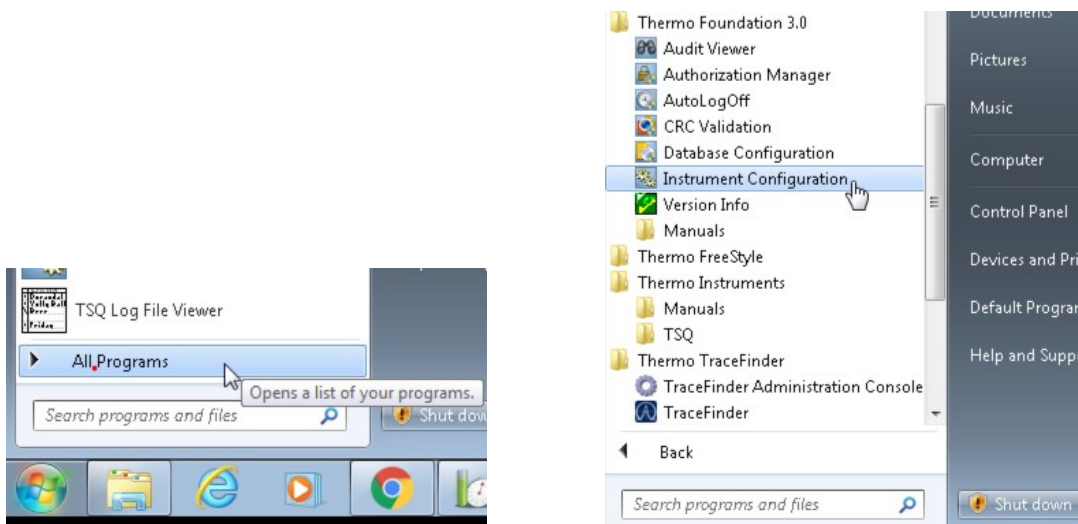 TSQ Log File Viewer
All Programs
Opens a list of your programs.
Search programs and files
Shut dow
Thermo Foundation 3.0
Audit Viewer
Authorization Manager
AutoLogOff
CRC Validation
Database Configuration
Instrument Configuration
Version Info
Manuals
Thermo FreeStyle
Thermo Instruments
Manuals
TSQ
Thermo TraceFinder
TraceFinder Administration Console
TraceFinder
Back
Search programs and files
Documents
Pictures
Music
Computer
Control Panel
Devices and Pri
Default Progra
Help and Supp
Shut down